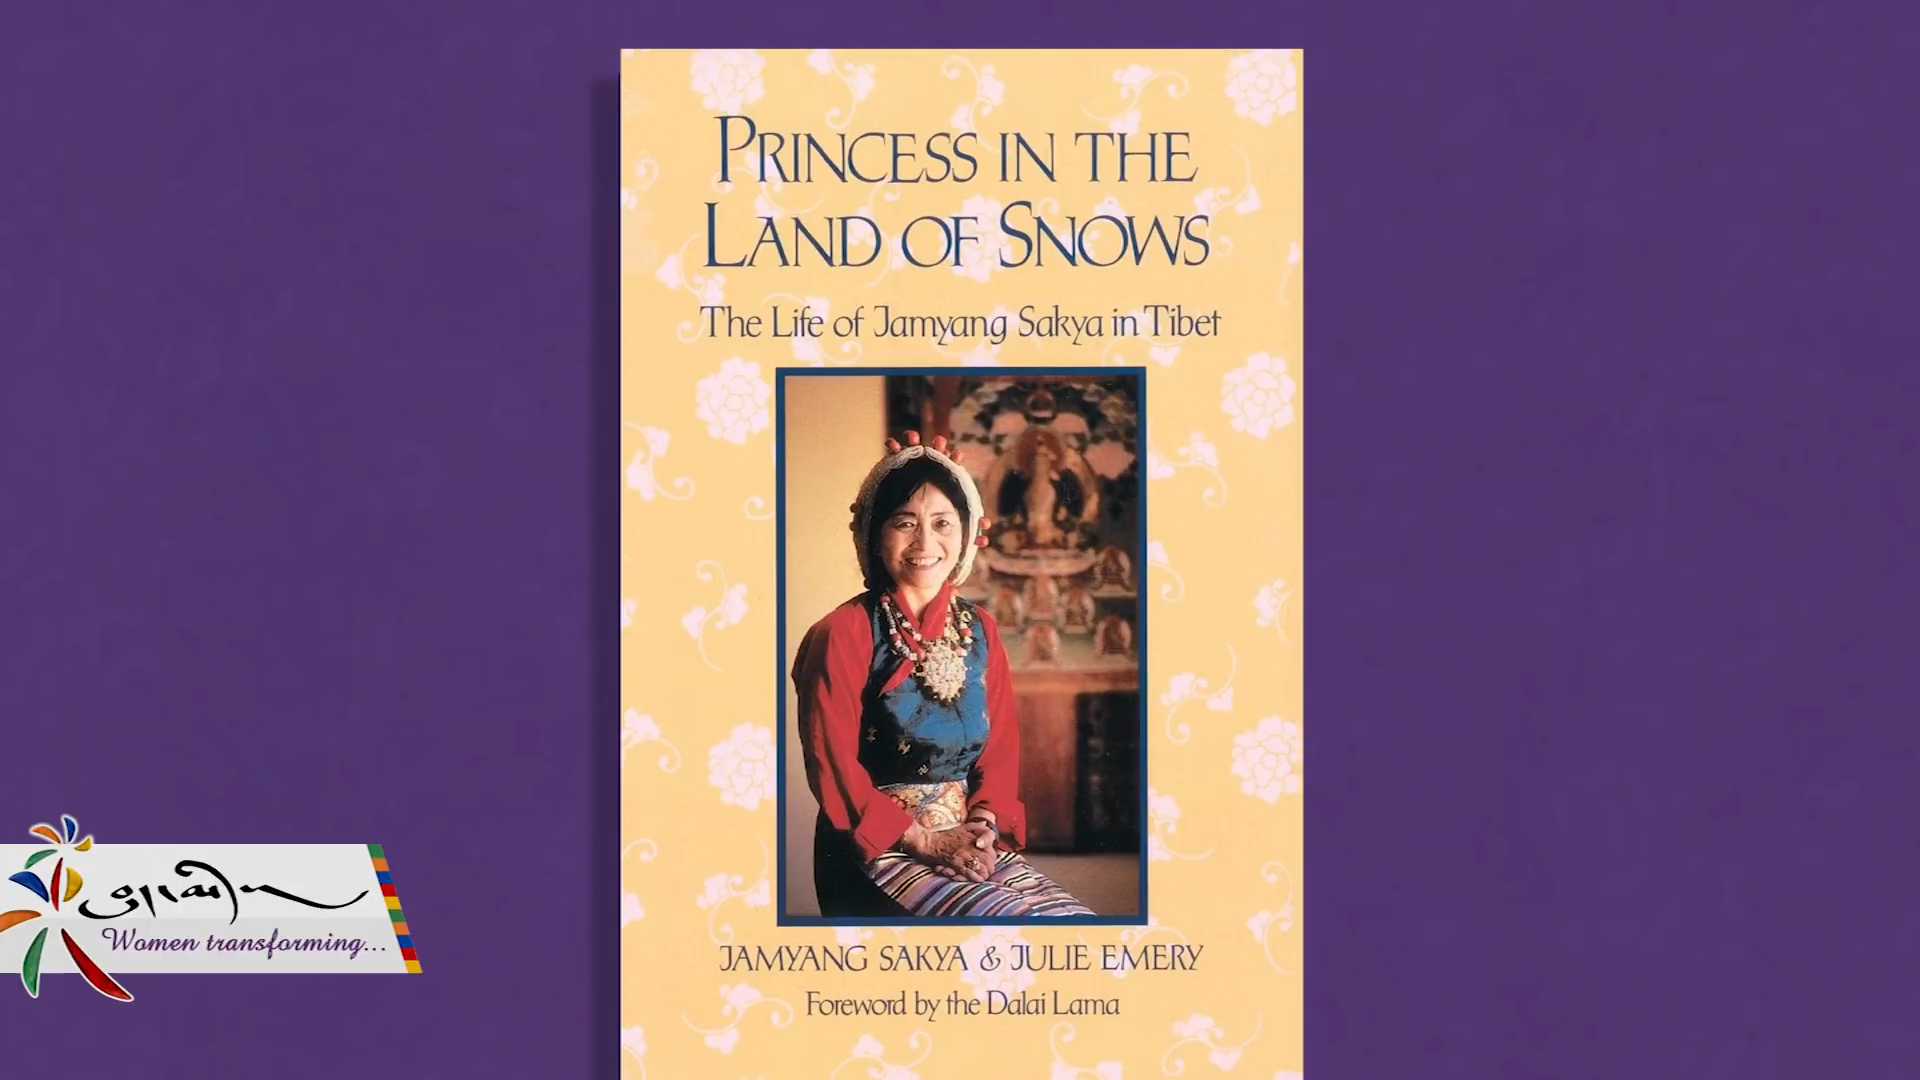 PRINCESS IN THE
LAND OF SNOWS
The Life of Jamyang Sakya in Tibet
JAMYANG SAKYA & JULIE EMERY
Foreword by the Dalai Lama
Women transforming...